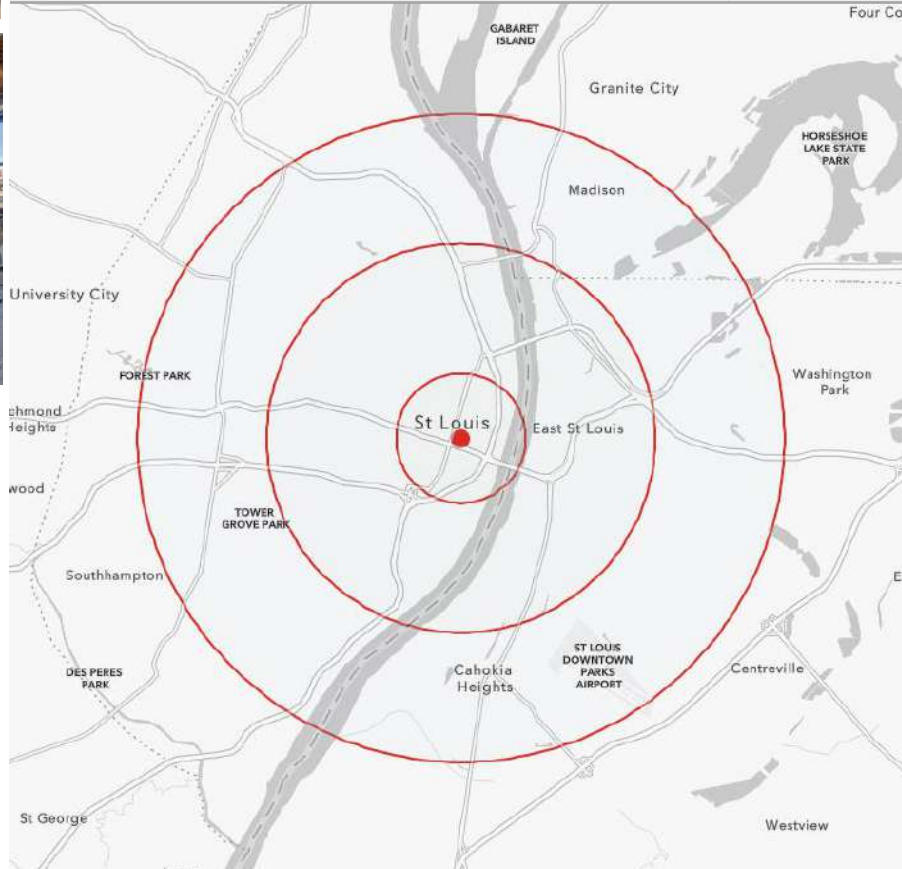 Four Co
GABARET
ISLAND
Granite City
HORSESHOE
LAKE STATE
PARK
Madison
University City
FOREST PARK
Washington
Park
chmond
Heights
St Louis
East St Louis
wood
TOWER
GROVE PARK
Southhampton
E
ST LOUIS
DOWNTOWN
PARKS
AIRPORT
DES PERES
PARK
Cahokia
Heights
Centreville
St George
Westview